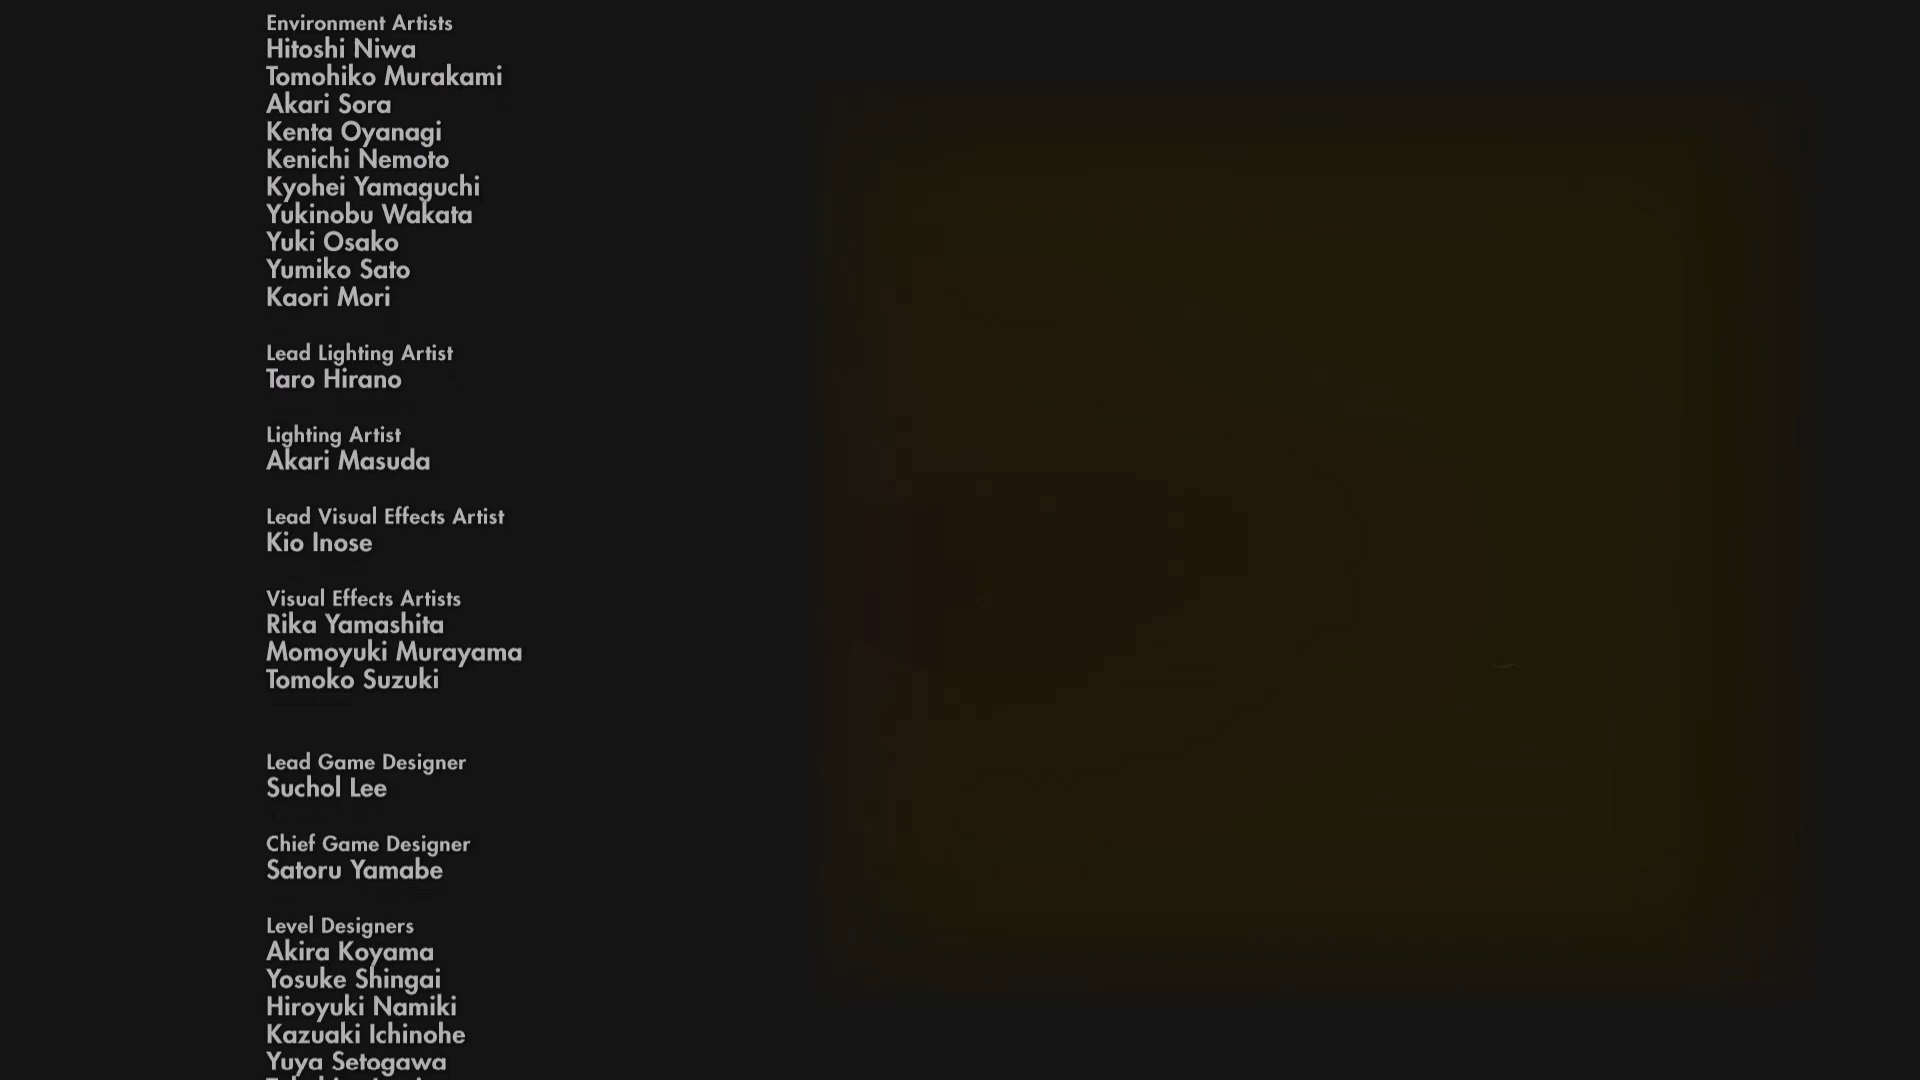 Environment Artists
Hitoshi Niwa
Tomohiko Murakami
Akari Sora
Kenta Oyanagi
Kenichi Nemoto
Kyohei Yamaguchi
Yukinobu Wakata
Yuki Osako
Yumiko Sato
Kaori Mori
Lead Lighting Artist
Taro Hirano
Lighting Artist
Akari Masuda
Lead Visual Effects Artist
Kio Inose
Visual Effects Artists
Rika Yamashita
Momoyuki Murayama
Tomoko Suzuki
Lead Game Designer
Suchol Lee
Chief Game Designer
Satoru Yamabe
Level Designers
Akira Koyama
Yosuke Shingai
Hiroyuki Namiki
Kazuaki Ichinohe
Yuya Setogawa